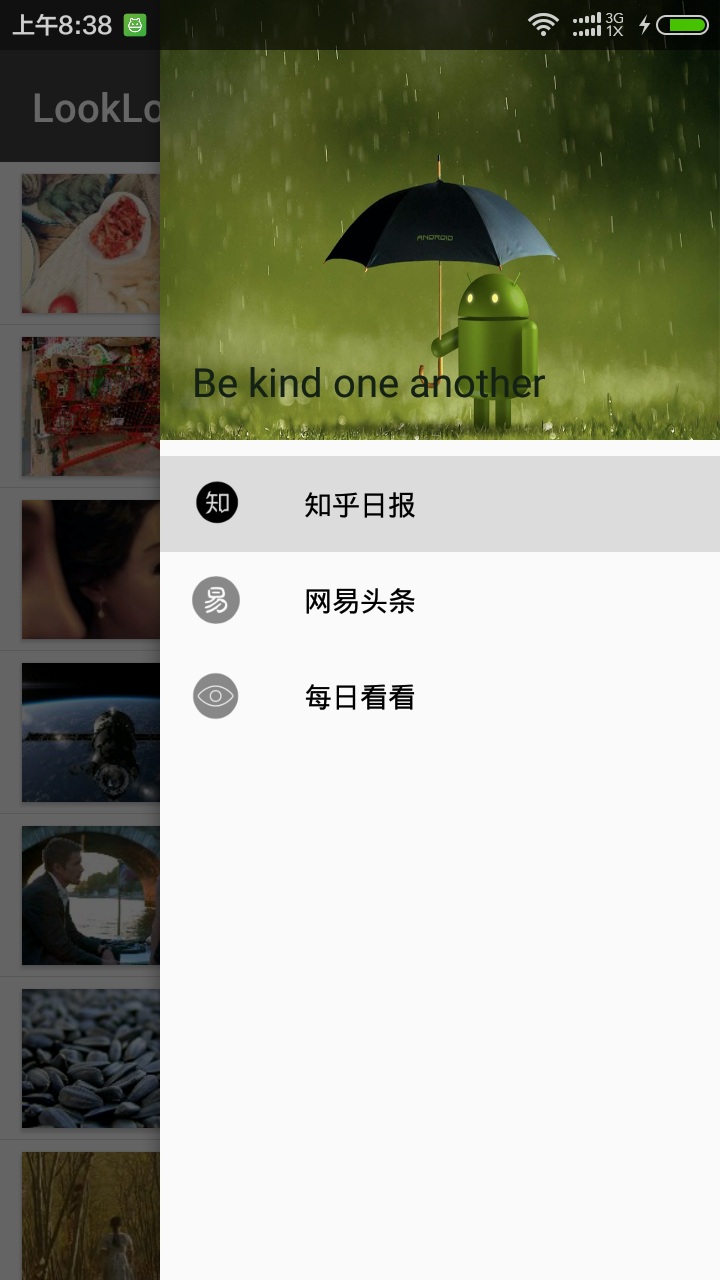 上午8:38
3G
1X
LookLo
ANDROID
Be kind one another
知
知乎日报
易
网易头条
每日看看